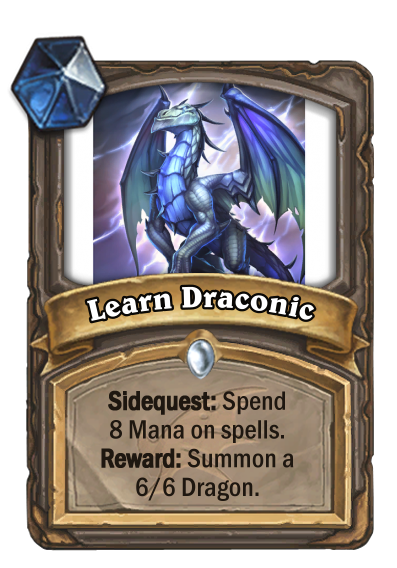 Learn Draconic
Sidequest: Spend
8 Mana on spells.
Reward: Summon a
6/6 Dragon.